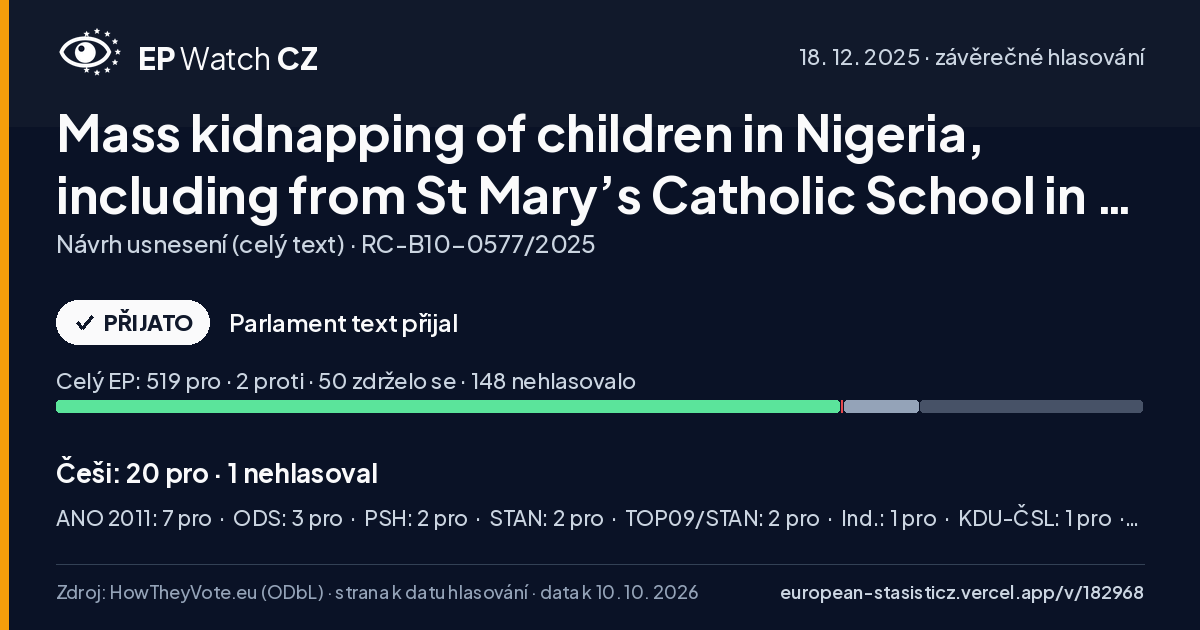 EP Watch CZ
18. 12. 2025 · závěrečné hlasování
Mass kidnapping of children in Nigeria,
including from St Mary’s Catholic School in …
Návrh usnesení (celý text) · RC-B10-0577/2025
✓ PŘIJATO
Parlament text přijal
Celý EP: 519 pro · 2 proti · 50 zdrželo se · 148 nehlasovalo
Češi: 20 pro · 1 nehlasoval
ANO 2011: 7 pro · ODS: 3 pro · PSH: 2 pro · STAN: 2 pro · TOP09/STAN: 2 pro · Ind.: 1 pro · KDU-ČSL: 1 pro ·…
Zdroj: HowTheyVote.eu (ODbL) · strana k datu hlasování · data k 10. 10. 2026
european-stasisticz.vercel.app/v/182968